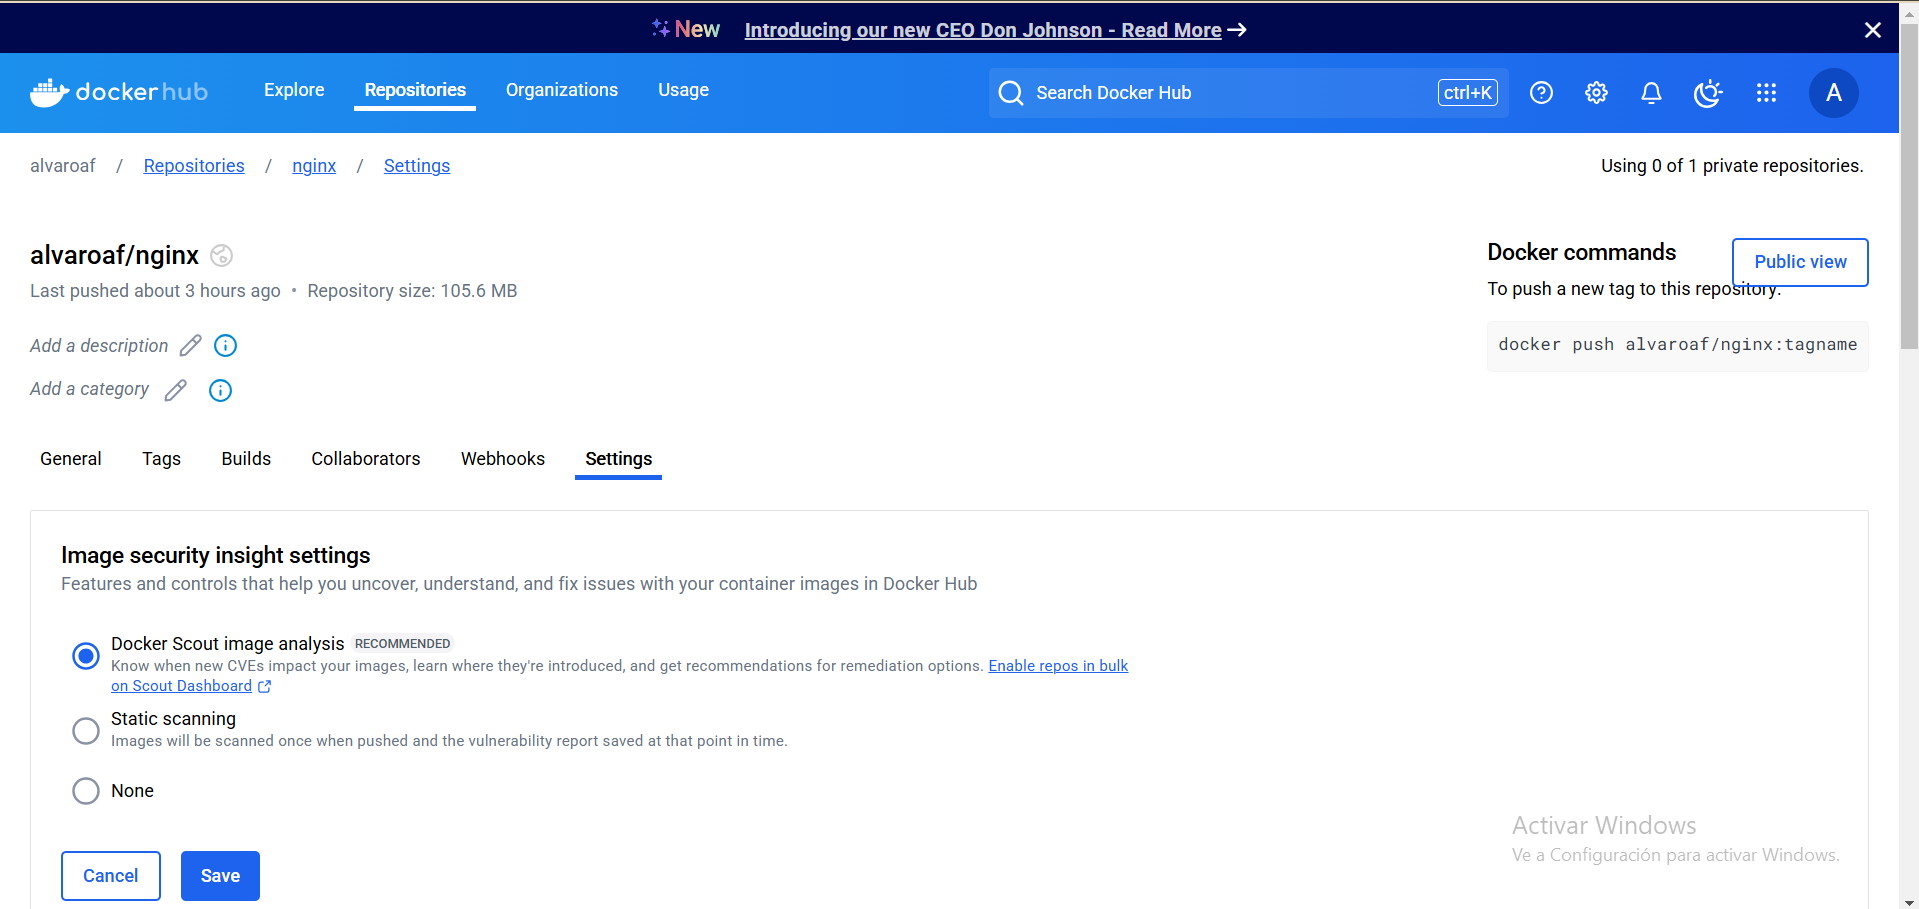 New Introducing our new CEO Don Johnson - Read More
docker hub Explore Repositories Organizations Usage Search Docker Hub ctrl+K A
alvaroaf / Repositories / nginx / Settings Using 0 of 1 private repositories.
alvaroaf/nginx
Last pushed about 3 hours ago • Repository size: 105.6 MB
Add a description
Add a category
Docker commands
Public view
To push a new tag to this repository:
docker push alvaroaf/nginx:tagname
General Tags Builds Collaborators Webhooks Settings
Image security insight settings
Features and controls that help you uncover, understand, and fix issues with your container images in Docker Hub
Docker Scout image analysis RECOMMENDED
Know when new CVEs impact your images, learn where they're introduced, and get recommendations for remediation options. Enable repos in bulk
on Scout Dashboard
Static scanning
Images will be scanned once when pushed and the vulnerability report saved at that point in time.
None
Cancel Save
Activar Windows
Ve a Configuración para activar Windows.